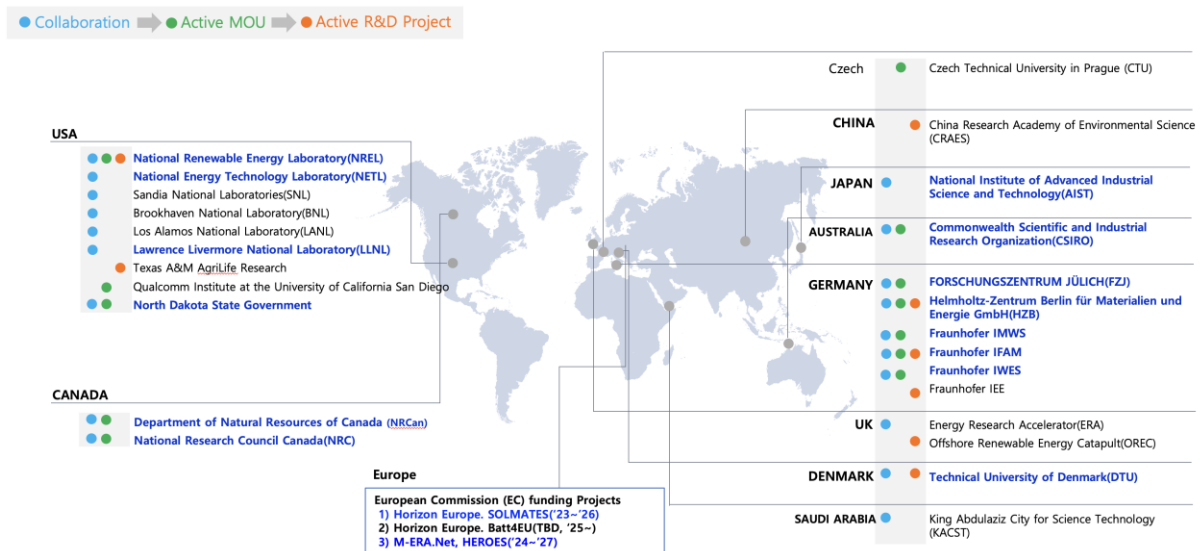 Collaboration Active MOU Active R&D Project
USA
National Renewable Energy Laboratory(NREL)
National Energy Technology Laboratory(NETL)
Sandia National Laboratories(SNL)
Brookhaven National Laboratory(BNL)
Los Alamos National Laboratory(LANL)
Lawrence Livermore National Laboratory(LLNL)
Texas A&M AgriLife Research
Qualcomm Institute at the University of California San Diego
North Dakota State Government
CANADA
Department of Natural Resources of Canada (NRCan)
National Research Council Canada(NRC)
Europe
European Commission (EC) funding Projects
1) Horizon Europe. SOLMATES('23~'26)
2) Horizon Europe. Batt4EU(TBD, '25~)
3) M-ERA.Net, HEROES('24~'27)
Czech Czech Technical University in Prague (CTU)
CHINA China Research Academy of Environmental Science
(CRAES)
JAPAN National Institute of Advanced Industrial
Science and Technology(AIST)
AUSTRALIA Commonwealth Scientific and Industrial
Research Organization(CSIRO)
GERMANY FORSCHUNGSZENTRUM JÜLICH(FZJ)
Helmholtz-Zentrum Berlin für Materialien und
Energie GmbH(HZB)
Fraunhofer IMWS
Fraunhofer IFAM
Fraunhofer IWES
Fraunhofer IEE
UK Energy Research Accelerator(ERA)
Offshore Renewable Energy Catapult(OREC)
DENMARK Technical University of Denmark(DTU)
SAUDI ARABIA King Abdulaziz City for Science Technology
(KACST)